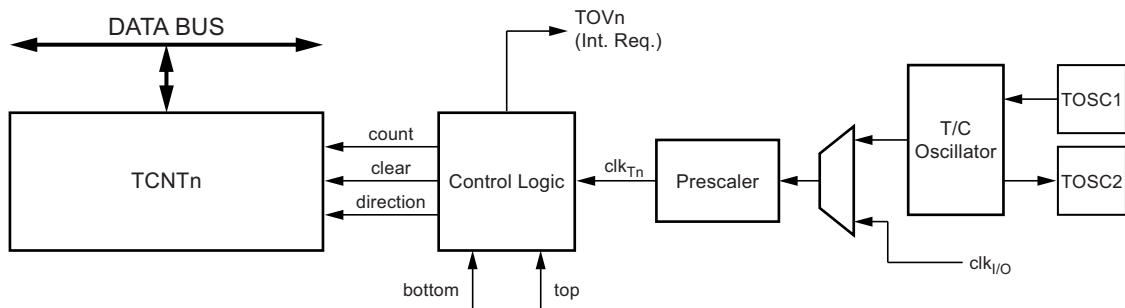 DATA BUS
TOVn
(Int. Req.)
TCNTn
count
clear
direction
Control Logic
clkTn
Prescaler
T/C
Oscillator
TOSC1
TOSC2
clkI/O
bottom
top